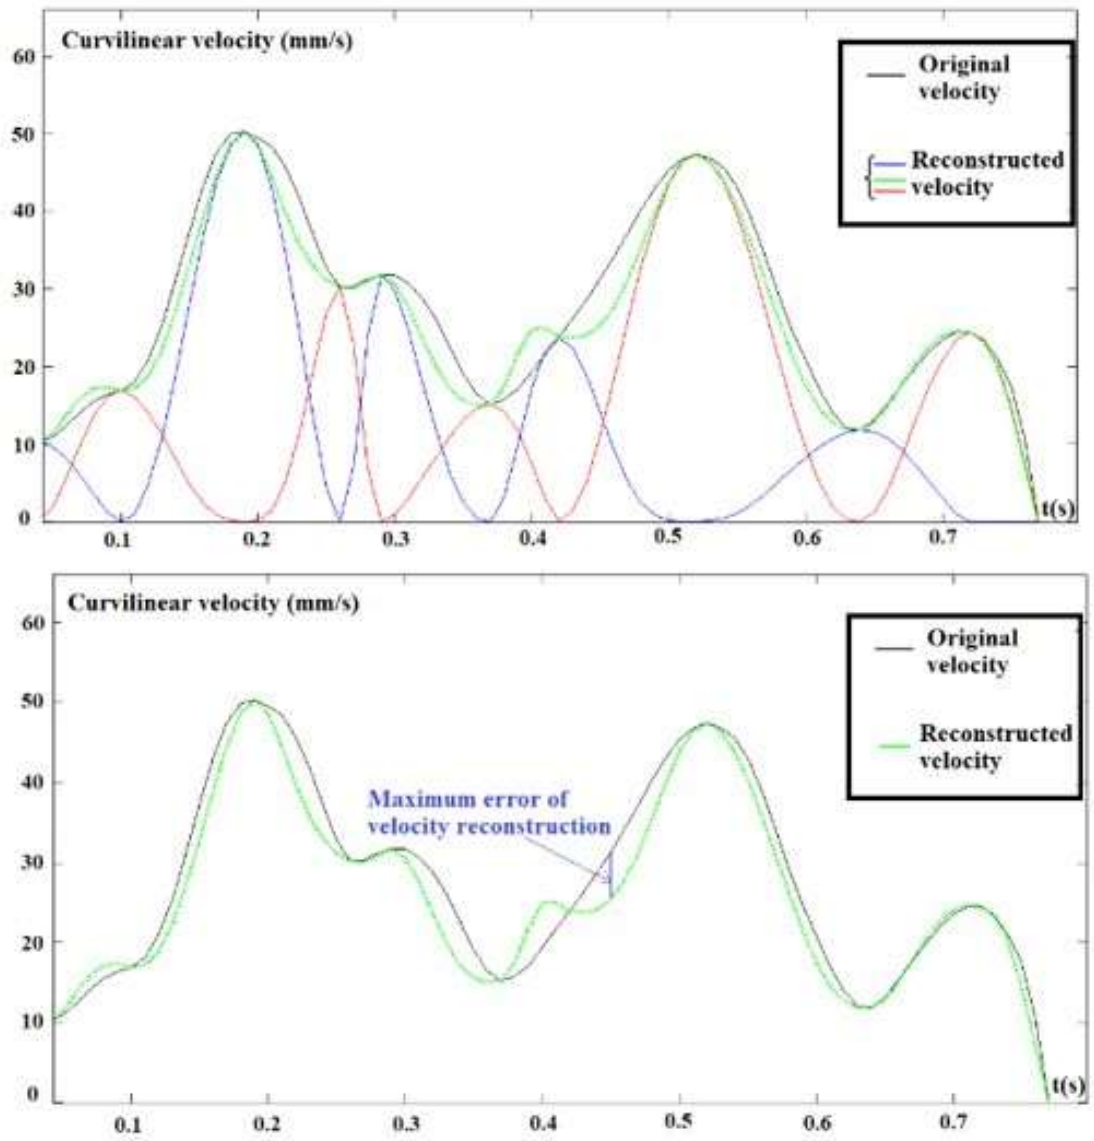 Curvilinear velocity (mm/s)
60
50
40
30
20
10
0
Original
velocity
Reconstructed
velocity
t(s)
0.1 0.2 0.3 0.4 0.5 0.6 0.7
Curvilinear velocity (mm/s)
60
50
40
30
20
10
0
Original
velocity
Reconstructed
velocity
Maximum error of
velocity reconstruction
t(s)
0.1 0.2 0.3 0.4 0.5 0.6 0.7